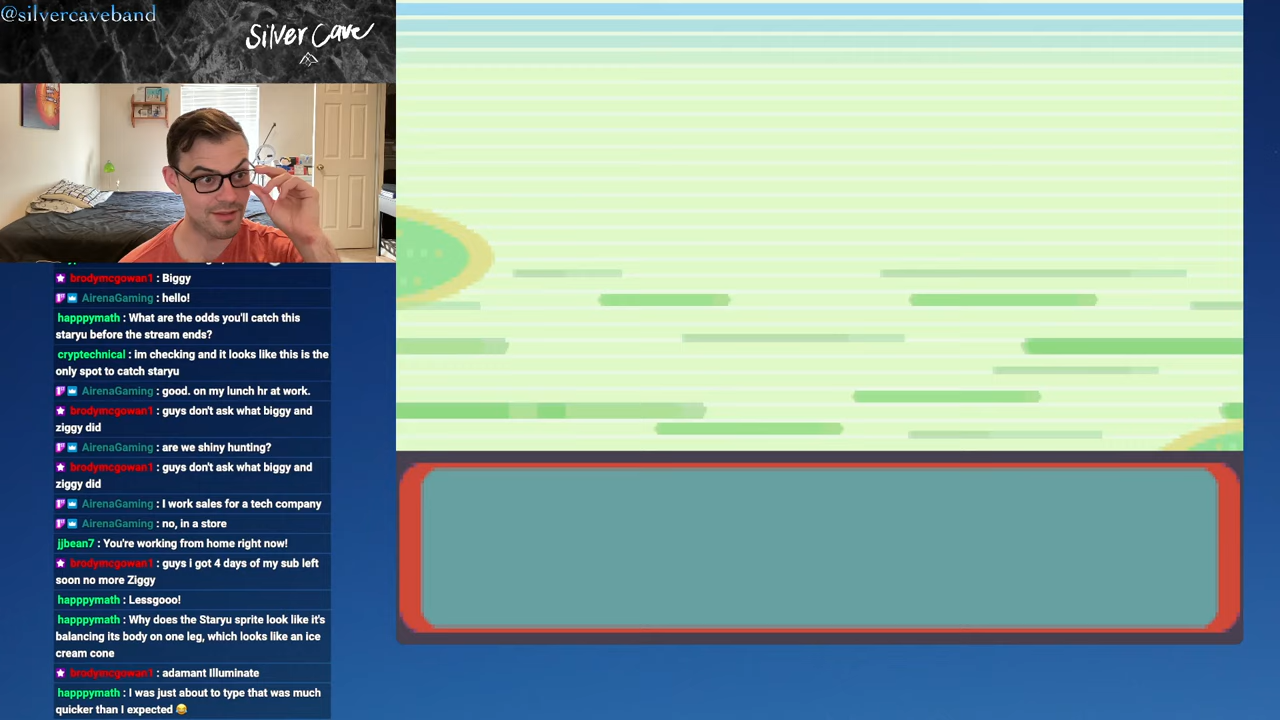 @silvercaveband
Silver Cave
brodymcgowan1 : Biggy
AirenaGaming : hello!
happpymath : What are the odds you'll catch this
staryu before the stream ends?
cryptechnical : im checking and it looks like this is the
only spot to catch staryu
AirenaGaming : good. on my lunch hr at work.
brodymcgowan1 : guys don't ask what biggy and
ziggy did
AirenaGaming : are we shiny hunting?
brodymcgowan1 : guys don't ask what biggy and
ziggy did
AirenaGaming : I work sales for a tech company
AirenaGaming : no, in a store
jjbean7 : You're working from home right now!
brodymcgowan1 : guys i got 4 days of my sub left
soon no more Ziggy
happpymath : Lessgooo!
happpymath : Why does the Staryu sprite look like it's
balancing its body on one leg, which looks like an ice
cream cone
brodymcgowan1 : adamant Illuminate
happpymath : I was just about to type that was much
quicker than I expected 😂